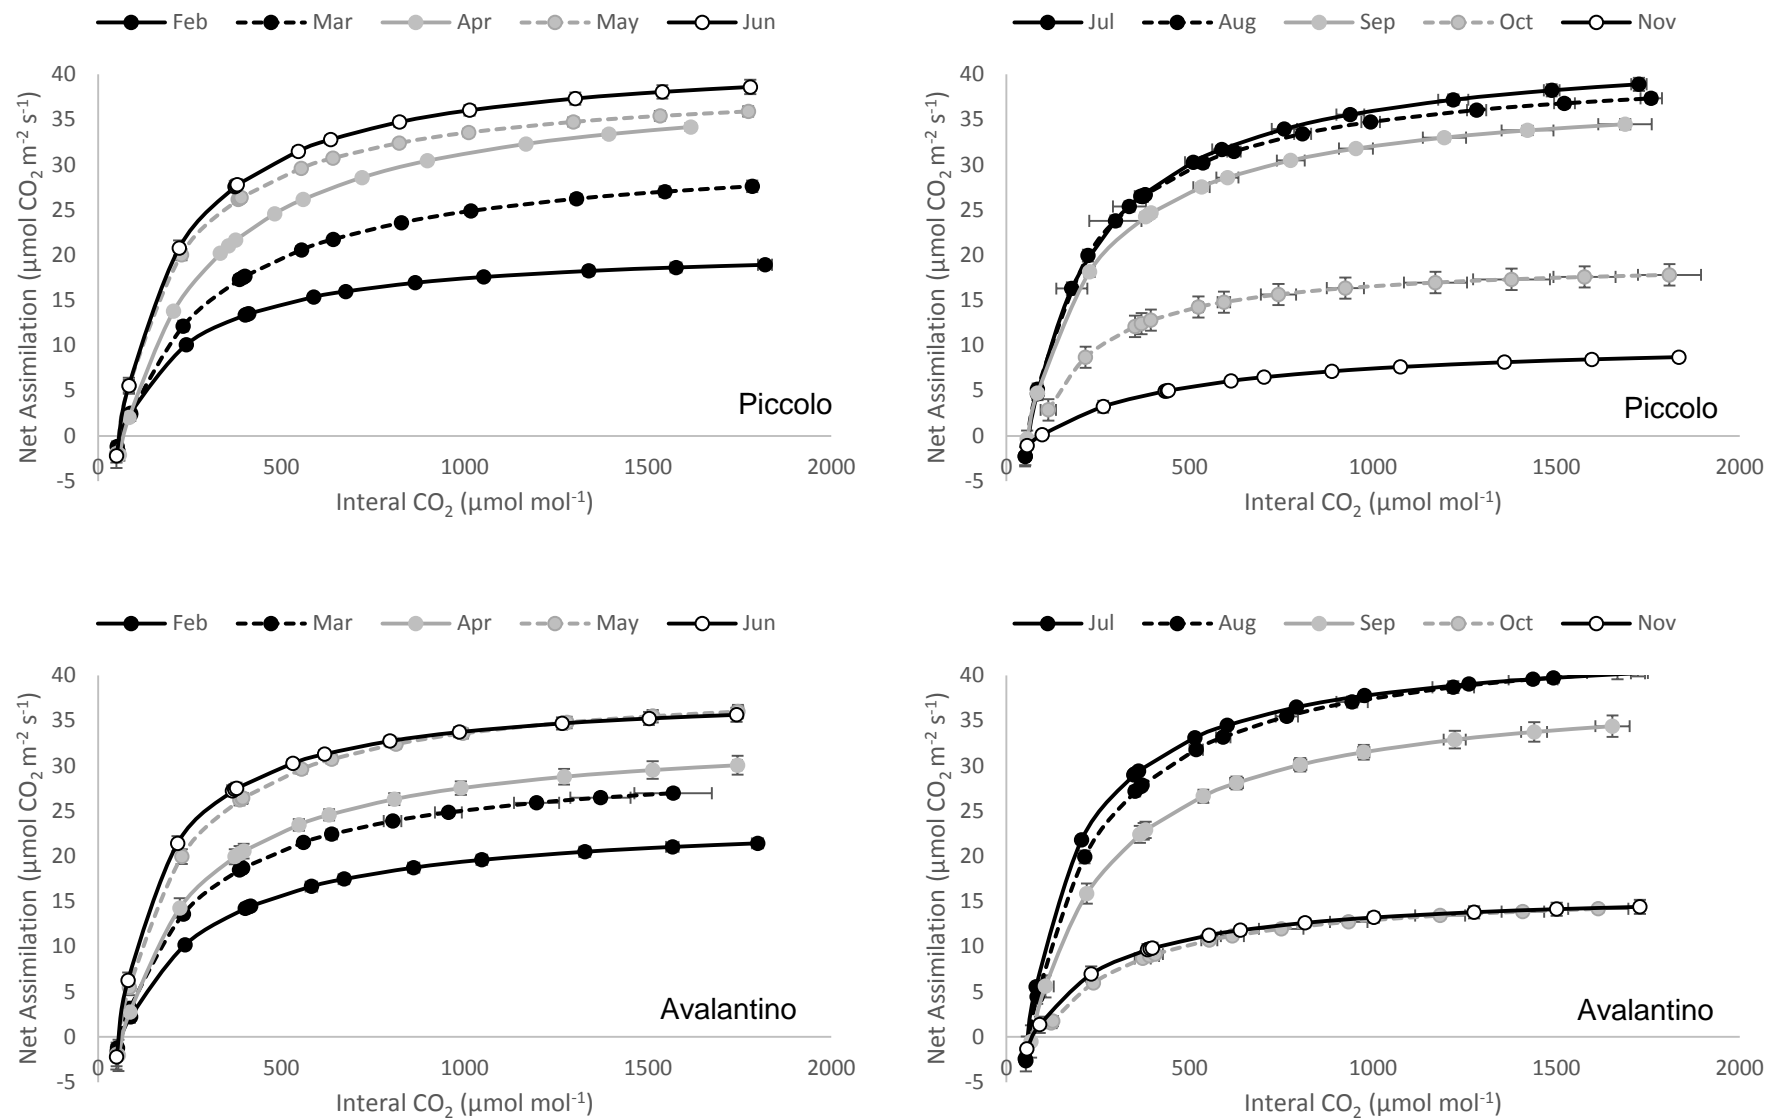 Feb Mar Apr May Jun
40
35
30
25
20
15
10
5
0
-5
0 500 1000 1500 2000
Net Assimilation (µmol CO₂ m⁻² s⁻¹)
Interal CO₂ (µmol mol⁻¹)
Piccolo
Jul Aug Sep Oct Nov
40
35
30
25
20
15
10
5
0
-5
0 500 1000 1500 2000
Net Assimilation (µmol CO₂ m⁻² s⁻¹)
Interal CO₂ (µmol mol⁻¹)
Piccolo
Feb Mar Apr May Jun
40
35
30
25
20
15
10
5
0
-5
0 500 1000 1500 2000
Net Assimilation (µmol CO₂ m⁻² s⁻¹)
Interal CO₂ (µmol mol⁻¹)
Avalantino
Jul Aug Sep Oct Nov
40
35
30
25
20
15
10
5
0
-5
0 500 1000 1500 2000
Net Assimilation (µmol CO₂ m⁻² s⁻¹)
Interal CO₂ (µmol mol⁻¹)
Avalantino